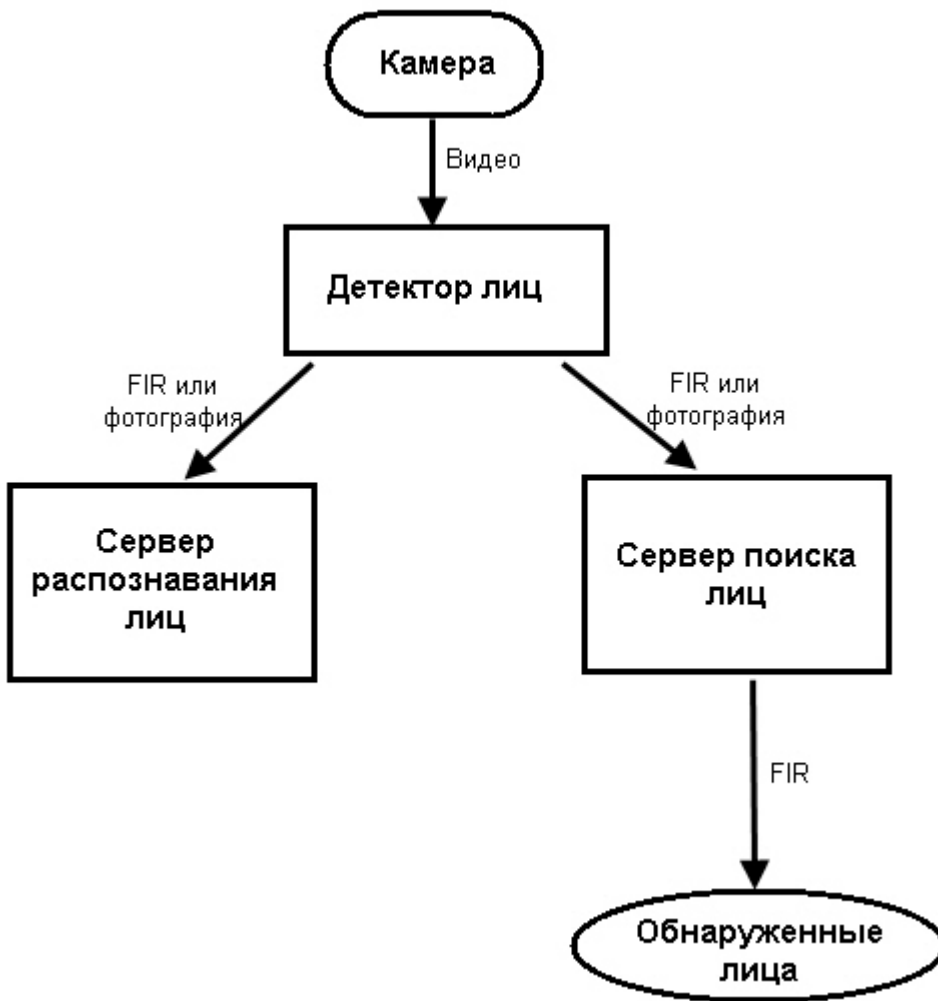 Камера
Видео
Детектор лиц
FIR или
фотография
FIR или
фотография
Сервер
распознавания
лиц
Сервер поиска
лиц
FIR
Обнаруженные
лица